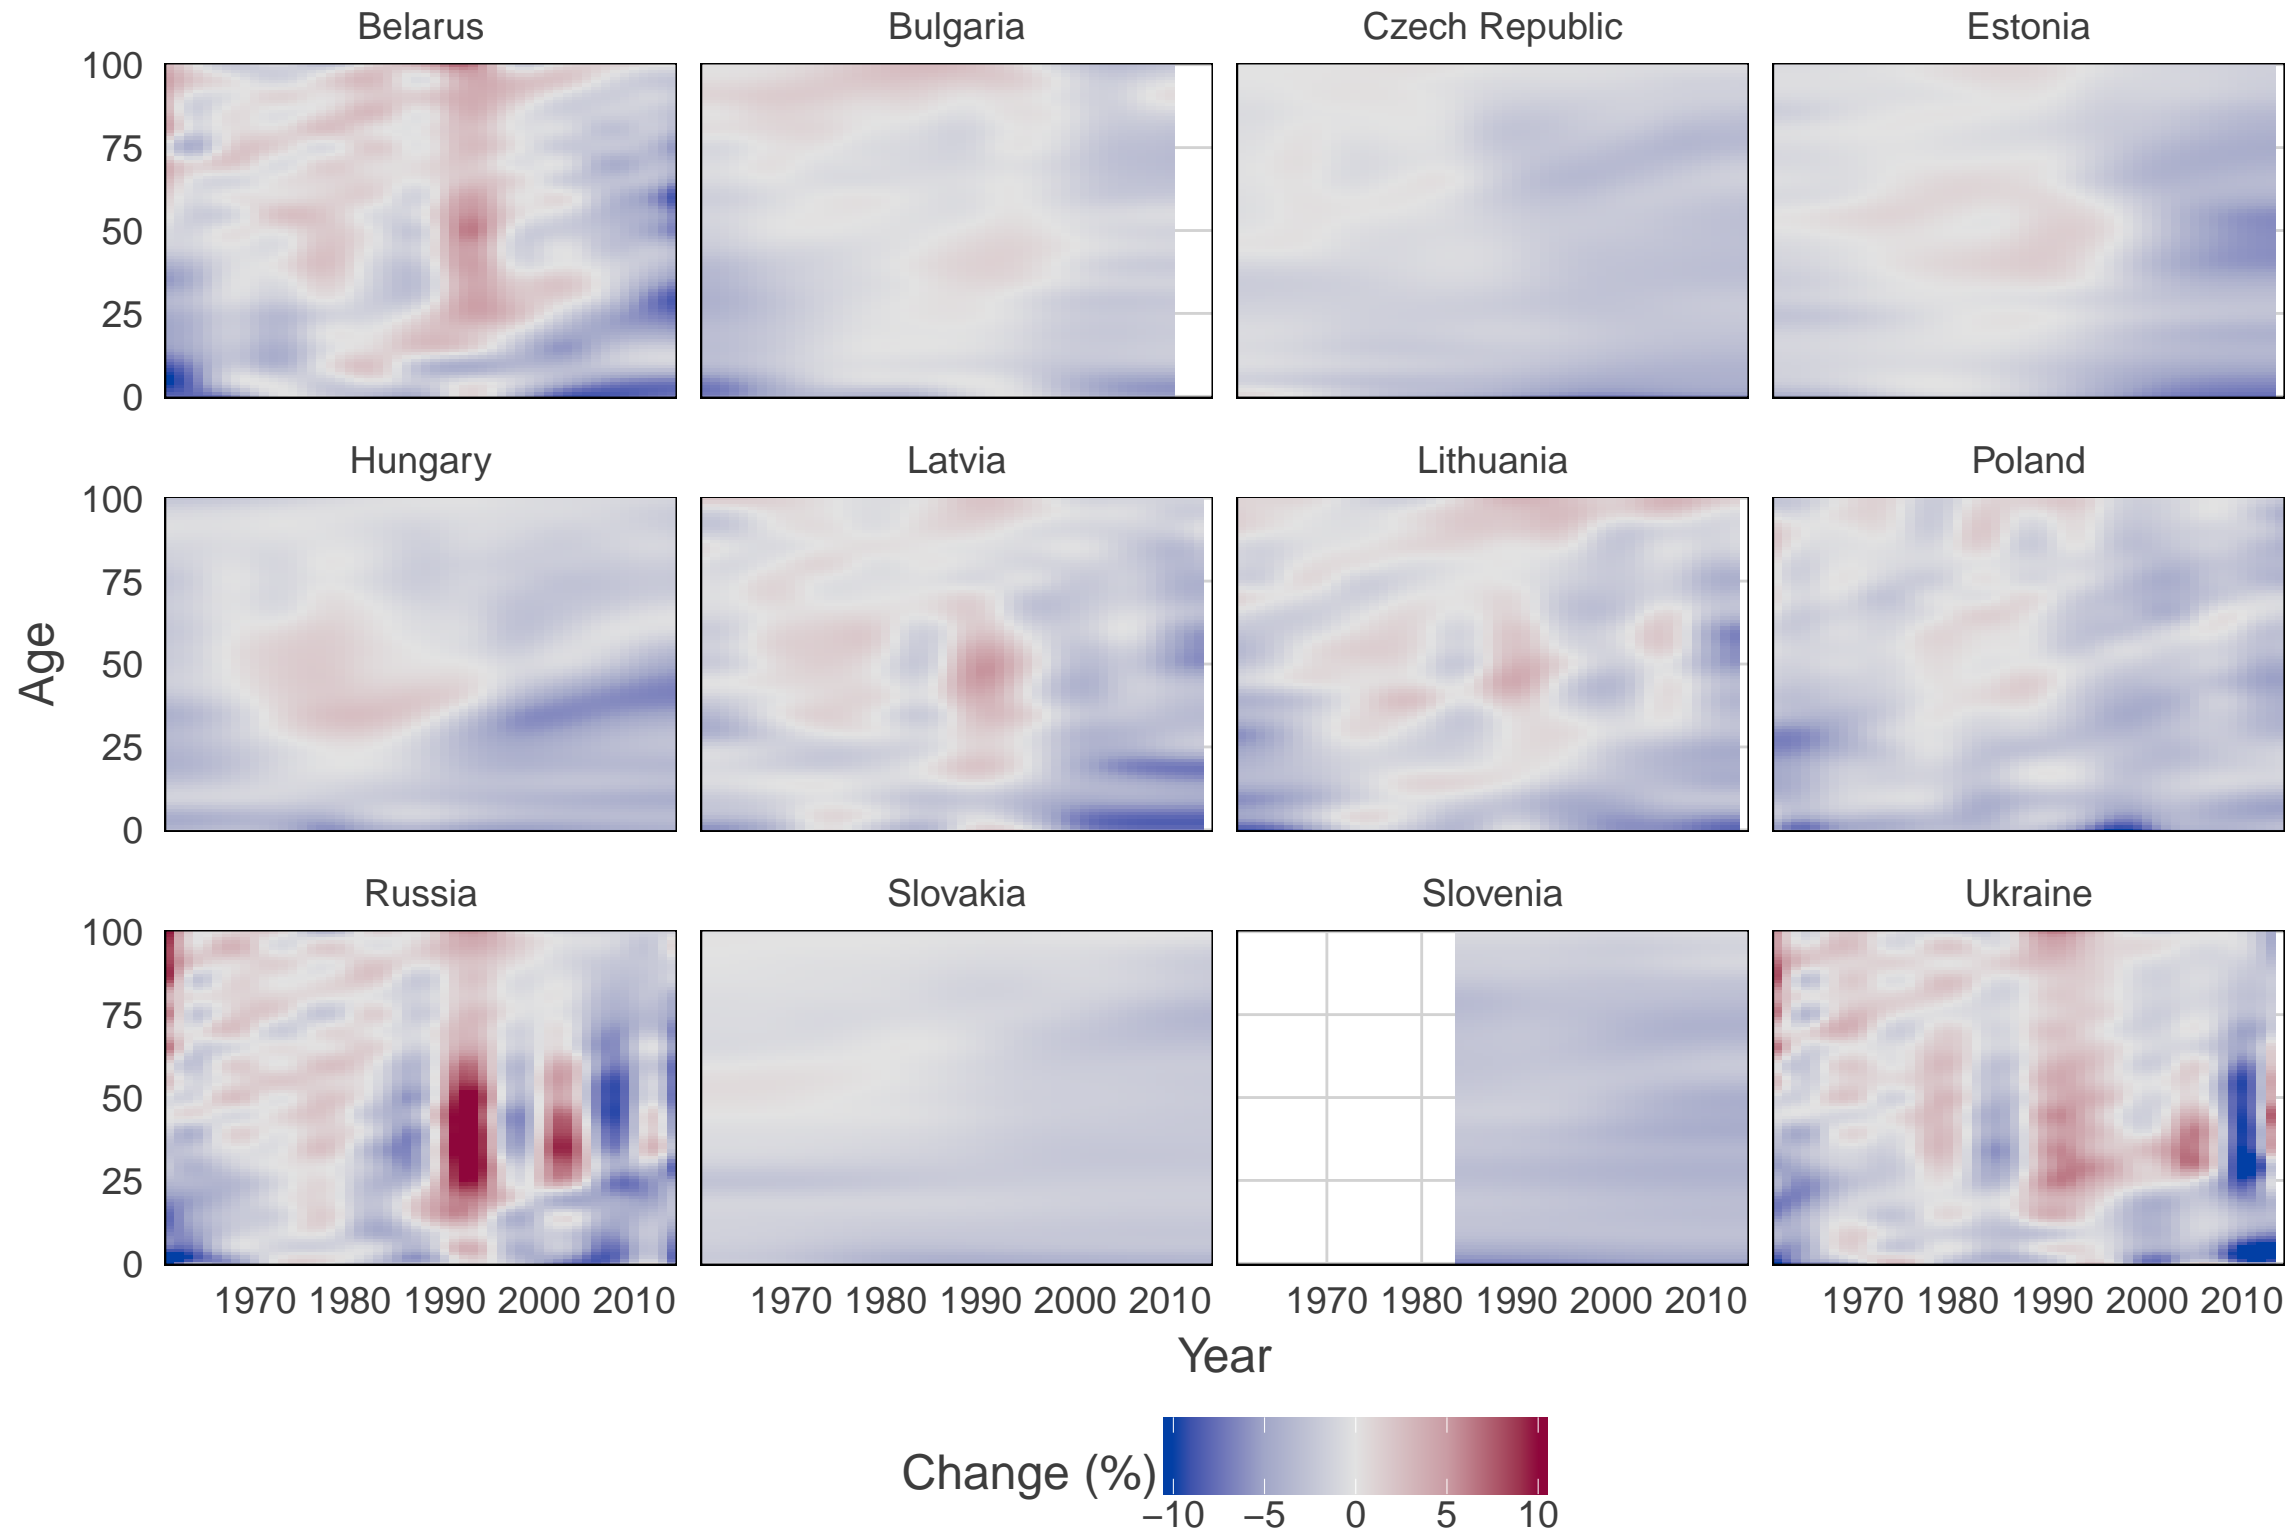 Belarus Bulgaria Czech Republic Estonia
100
75
50
25
0
Hungary Latvia Lithuania Poland
100
75
50
25
0
Age
Russia Slovakia Slovenia Ukraine
100
75
50
25
0
1970 1980 1990 2000 2010 1970 1980 1990 2000 2010 1970 1980 1990 2000 2010 1970 1980 1990 2000 2010
Year
Change (%)
−10 −5 0 5 10